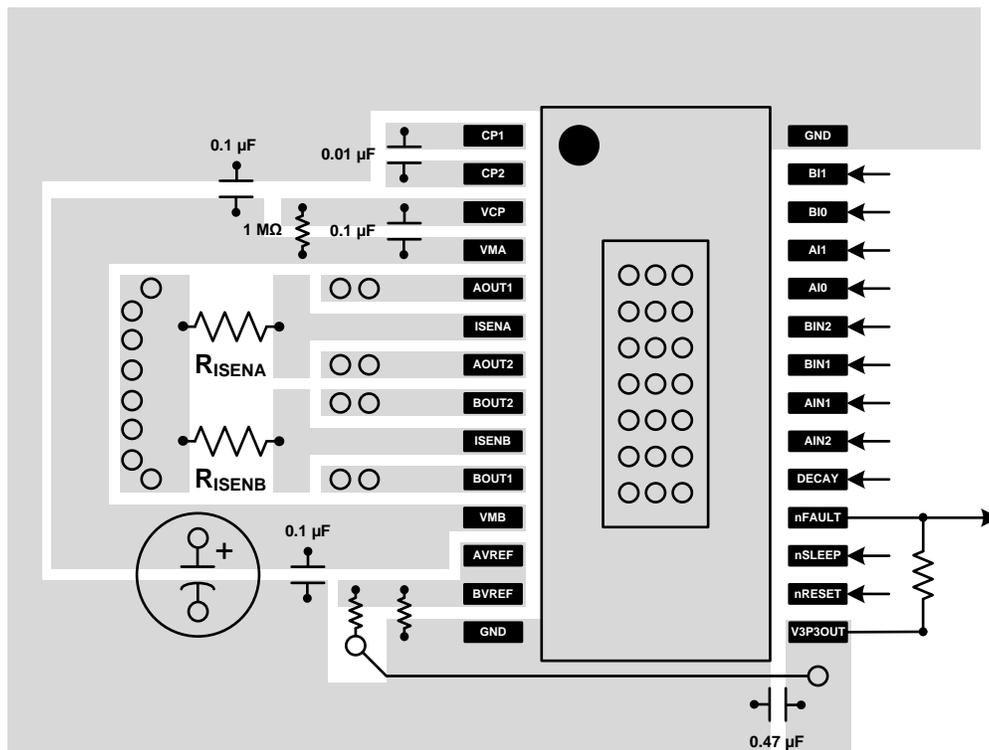 CP1
GND
0.1 µF
0.01 µF
CP2
BI1
VCP
BI0
1 MΩ
0.1 µF
VMA
AI1
AOUT1
AI0
ISENA
BIN2
RISENA
AOUT2
BIN1
BOUT2
AIN1
ISENB
AIN2
RISENB
BOUT1
DECAY
VMB
nFAULT
0.1 µF
+
AVREF
nSLEEP
BVREF
nRESET
GND
V3P3OUT
0.47 µF